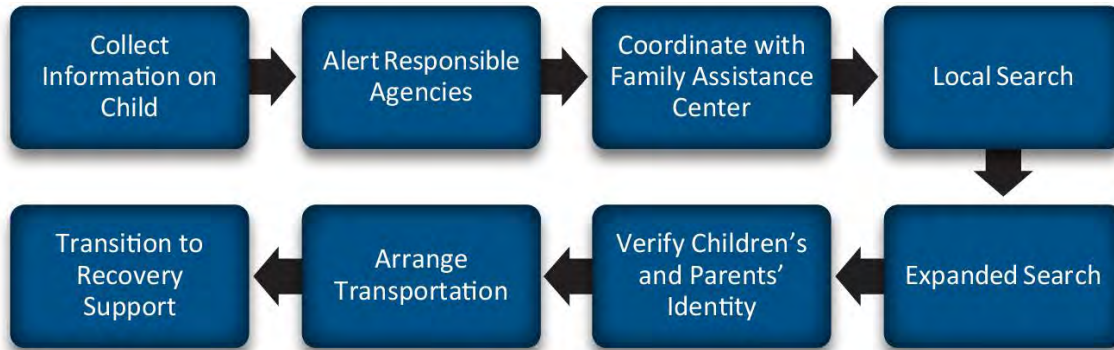 Collect
Information on
Child
Alert Responsible
Agencies
Coordinate with
Family Assistance
Center
Local Search
Expanded Search
Verify Children's
and Parents'
Identity
Arrange
Transportation
Transition to
Recovery
Support